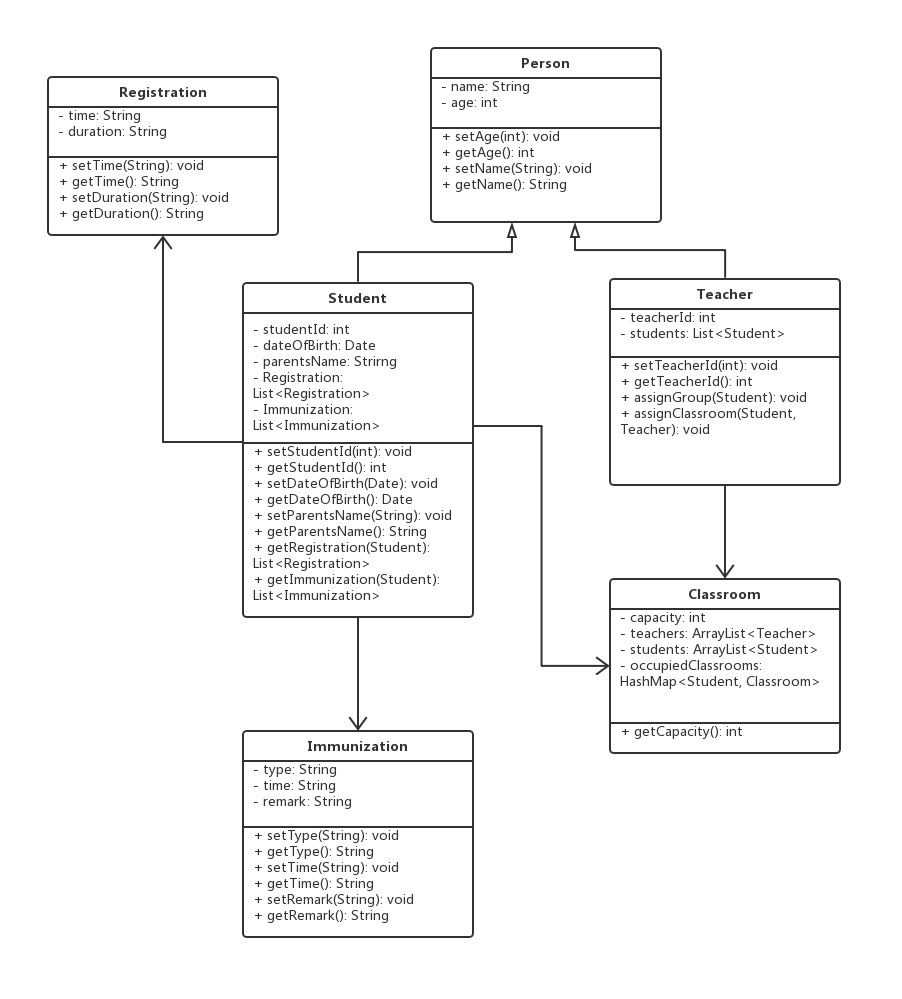 Person
- name: String
- age: int
+ setAge(int): void
+ getAge(): int
+ setName(String): void
+ getName(): String
Registration
- time: String
- duration: String
+ setTime(String): void
+ getTime(): String
+ setDuration(String): void
+ getDuration(): String
Student
- studentId: int
- dateOfBirth: Date
- parentsName: Strirng
- Registration:
List<Registration>
- Immunization:
List<Immunization>
+ setStudentId(int): void
+ getStudentId(): int
+ setDateOfBirth(Date): void
+ getDateOfBirth(): Date
+ setParentsName(String): void
+ getParentsName(): String
+ getRegistration(Student):
List<Registration>
+ getImmunization(Student):
List<Immunization>
Teacher
- teacherId: int
- students: List<Student>
+ setTeacherId(int): void
+ getTeacherId(): int
+ assignGroup(Student): void
+ assignClassroom(Student,
Teacher): void
Classroom
- capacity: int
- teachers: ArrayList<Teacher>
- students: ArrayList<Student>
- occupiedClassrooms:
HashMap<Student, Classroom>
+ getCapacity(): int
Immunization
- type: String
- time: String
- remark: String
+ setType(String): void
+ getType(): String
+ setTime(String): void
+ getTime(): String
+ setRemark(String): void
+ getRemark(): String